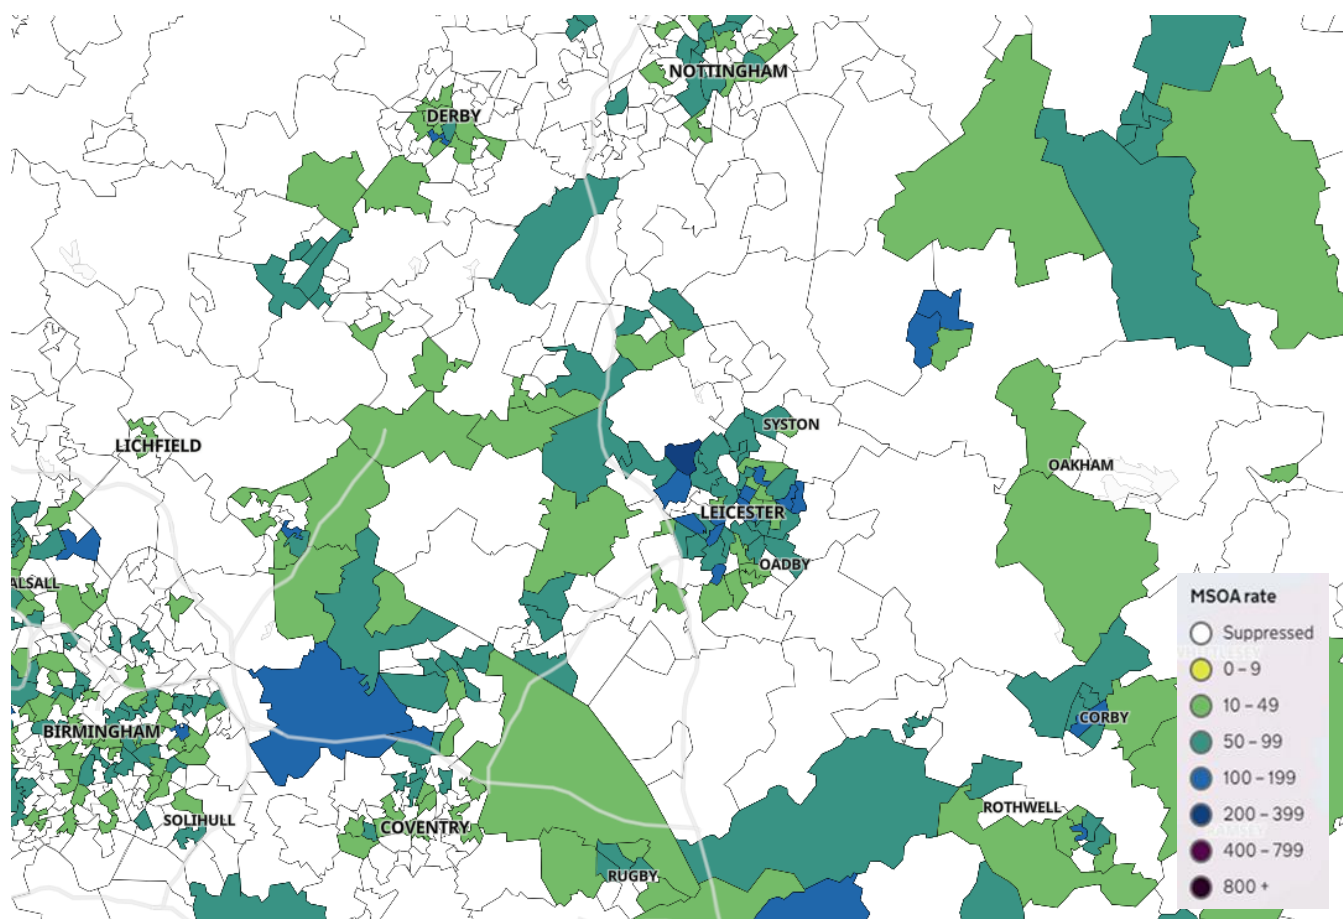 NOTTINGHAM
DERBY
LICHFIELD
SYSTON
OAKHAM
LEICESTER
OADBY
ALSALL
BIRMINGHAM
CORBY
SOLIHULL
COVENTRY
ROTHWELL
RUGBY
MSOA rate
Suppressed
0 – 9
10 – 49
50 – 99
100 – 199
200 – 399
400 – 799
800 +